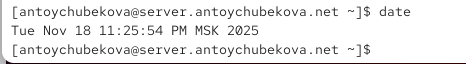 [antoychubekova@server.antoychubekova.net ~]$ date
Tue Nov 18 11:25:54 PM MSK 2025
[antoychubekova@server.antoychubekova.net ~]$